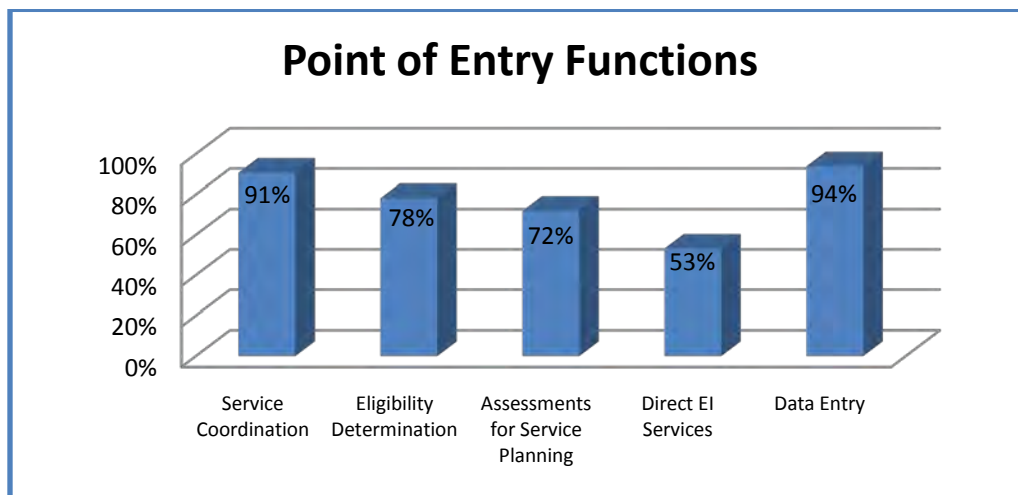 Point of Entry Functions
100%
80%
60%
40%
20%
0%
91%
78%
72%
53%
94%
Service
Coordination
Eligibility
Determination
Assessments
for Service
Planning
Direct EI
Services
Data Entry